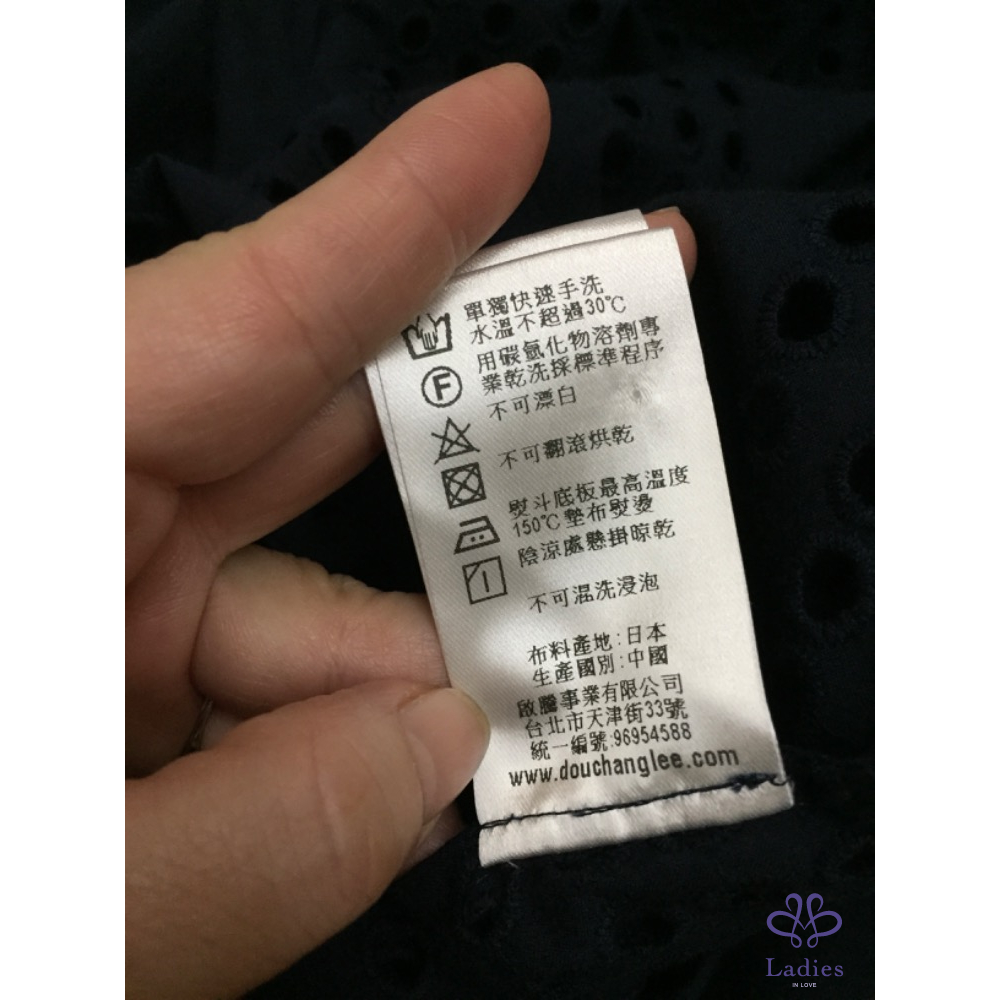 單獨快速手洗
水溫不超過30℃
用碳氫化物溶劑專
業乾洗採標準程序
F
不可漂白
不可翻滾烘乾
熨斗底板最高溫度
150℃墊布熨燙
陰涼處懸掛晾乾
不可混洗浸泡
布料產地:日本
生產國別:中國
啟騰事業有限公司
台北市天津街33號
統一編號:96954588
www.douchanglee.com
Ladies
IN LOVE